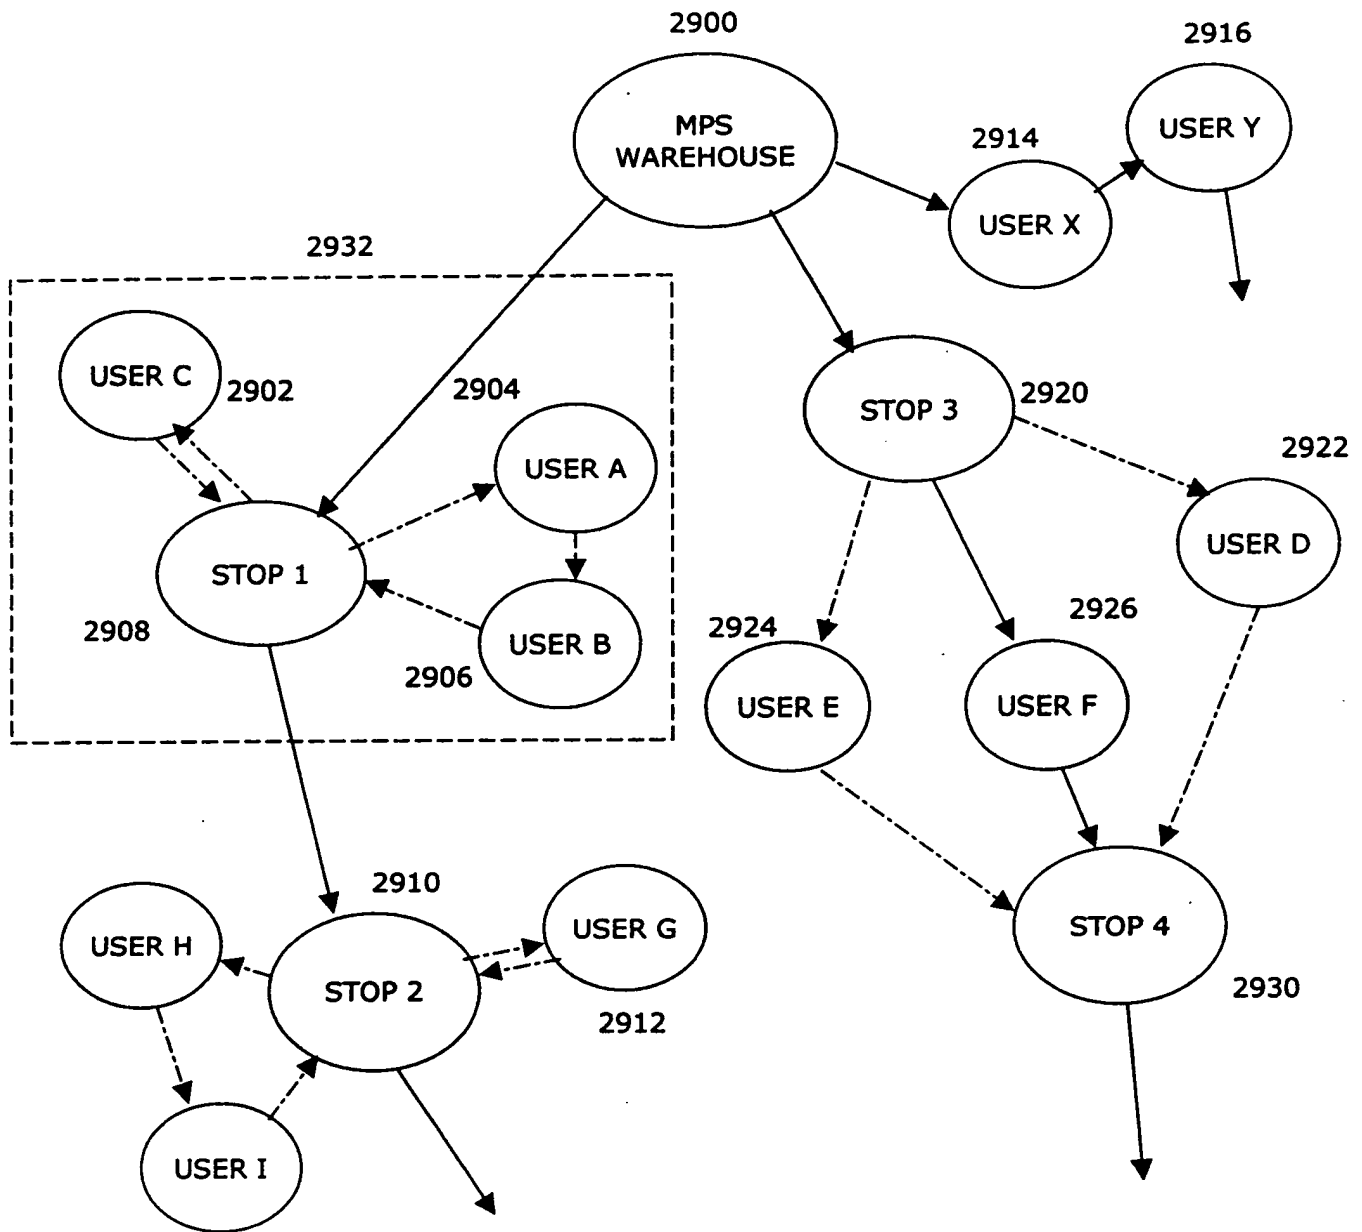 2900
2916
MPS
WAREHOUSE
USER Y
2914
USER X
2932
USER C
2902
2904
STOP 3
2920
USER A
2922
STOP 1
USER D
2908
USER B
2906
2924
2926
USER E
USER F
2910
USER H
USER G
STOP 4
STOP 2
2930
2912
USER I